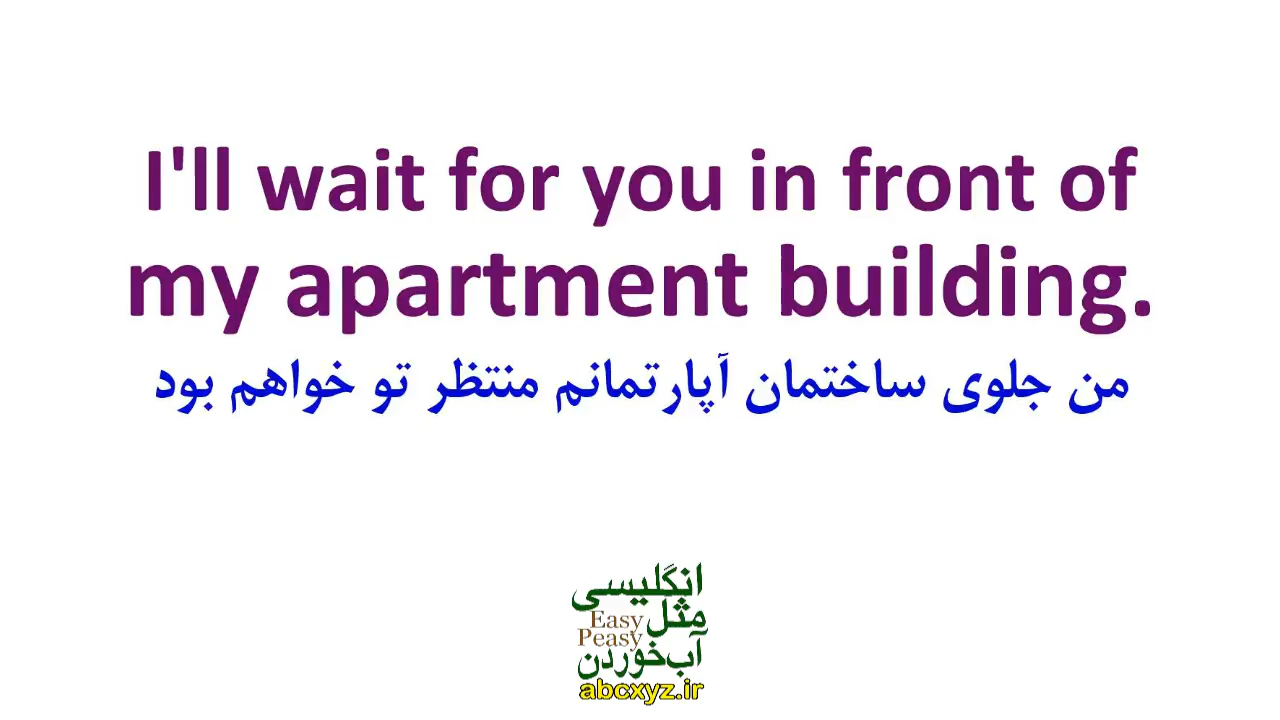 I'll wait for you in front of
my apartment building.
من جلوی ساختمان آپارتمانم منتظر تو خواهم بود
انگلیسی
مثل
Easy
Peasy
آب خوردن
abcxyz.ir